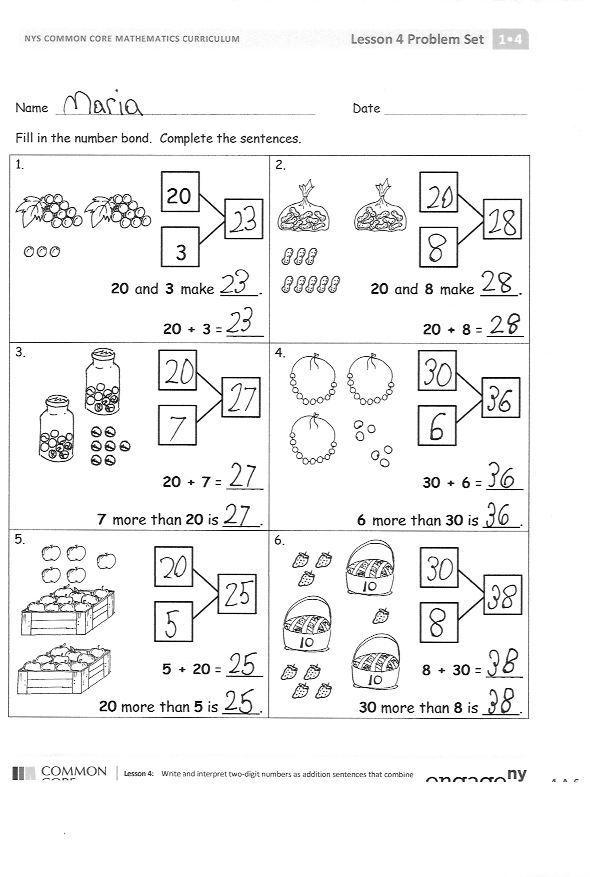 NYS COMMON CORE MATHEMATICS CURRICULUM Lesson 4 Problem Set 1•4
Name Maria Date
Fill in the number bond. Complete the sentences.
1.
20
3
23
20 and 3 make 23.
20 + 3 = 23
2.
20
8
28
20 and 8 make 28.
20 + 8 = 28
3.
20
7
27
20 + 7 = 27
7 more than 20 is 27.
4.
30
6
36
30 + 6 = 36
6 more than 30 is 36.
5.
20
5
25
5 + 20 = 25
20 more than 5 is 25.
6.
10
10
10
30
8
38
8 + 30 = 38
30 more than 8 is 38.
COMMON
CORE
Lesson 4: Write and interpret two-digit numbers as addition sentences that combine
engageny